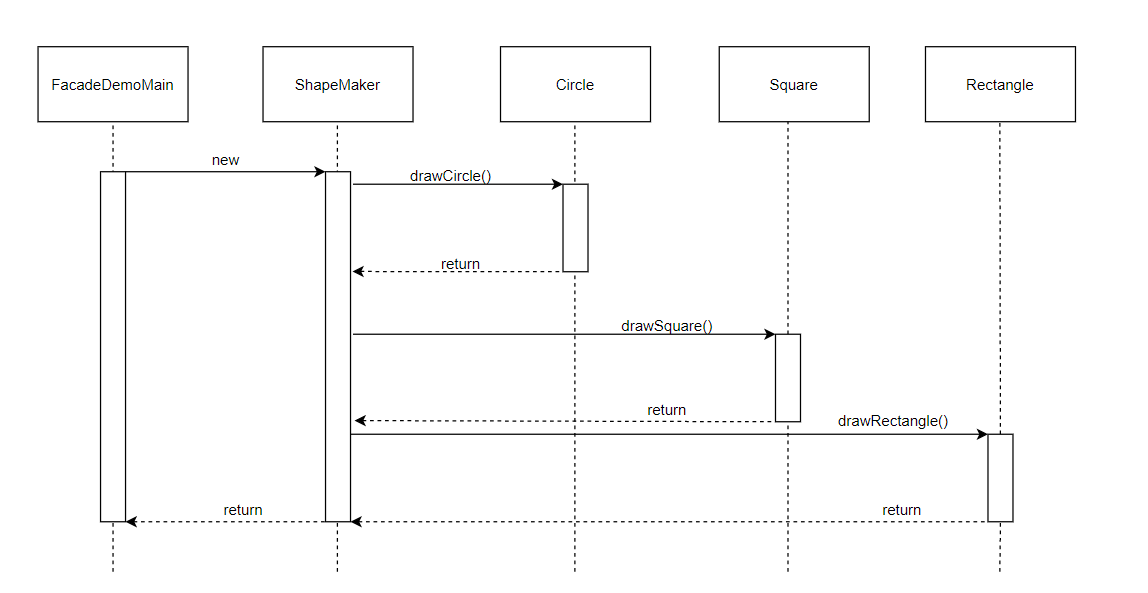 FacadeDemoMain
ShapeMaker
Circle
Square
Rectangle
new
drawCircle()
return
drawSquare()
return
drawRectangle()
return
return